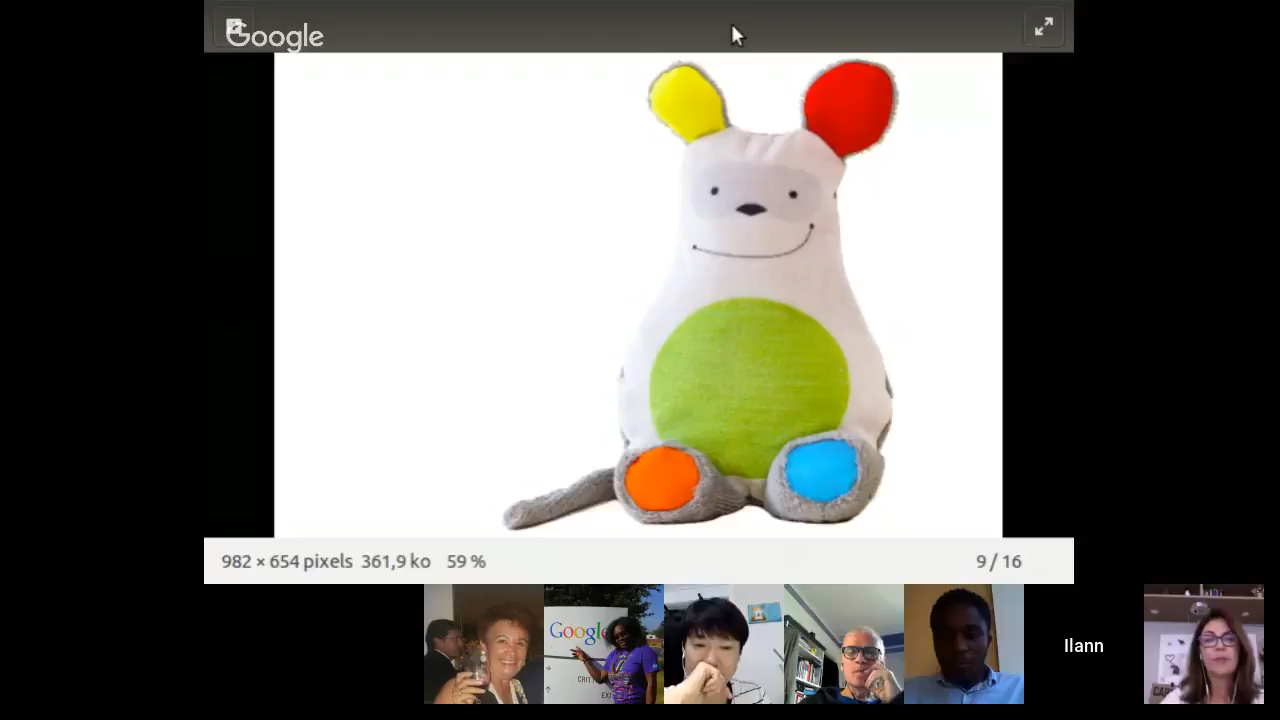 Google
982 × 654 pixels 361,9 ko 59 %
9 / 16
Google
Ilann